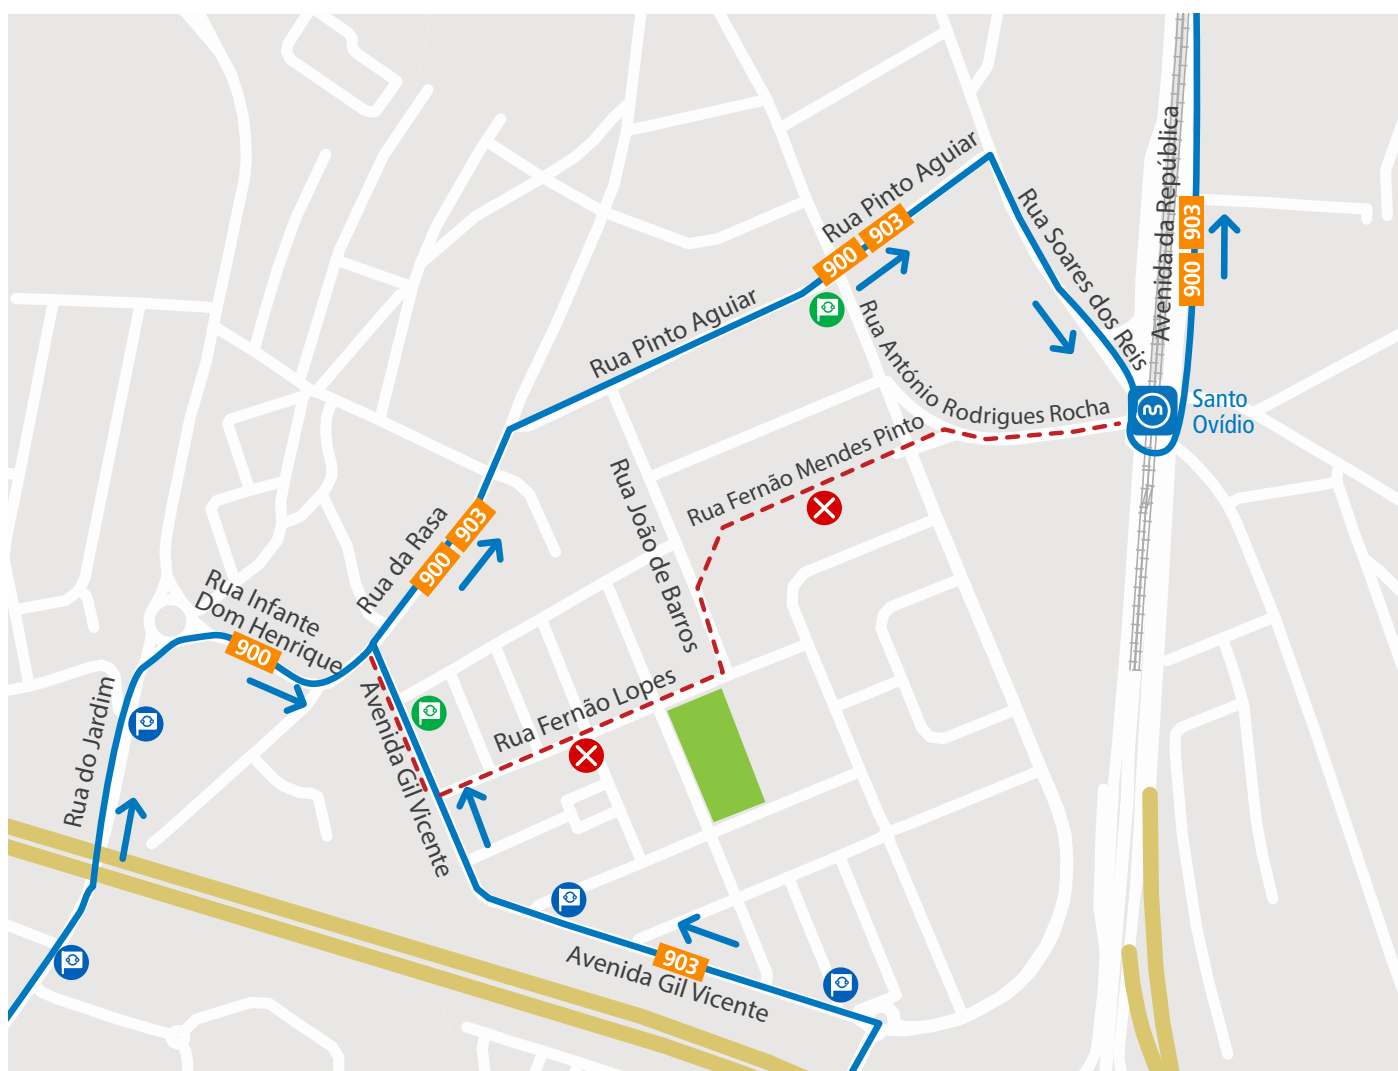 Rua Pinto Aguiar
900
903
Rua Soares dos Reis
Avenida da República
903
900
Rua Pinto Aguiar
Rua António Rodrigues Rocha
Santo
Ovídio
Rua Fernão Mendes Pinto
Rua João de Barros
Rua da Rasa
900
903
Rua Infante
Dom Henrique
900
Rua do Jardim
Avenida Gil Vicente
Rua Fernão Lopes
Avenida Gil Vicente
903